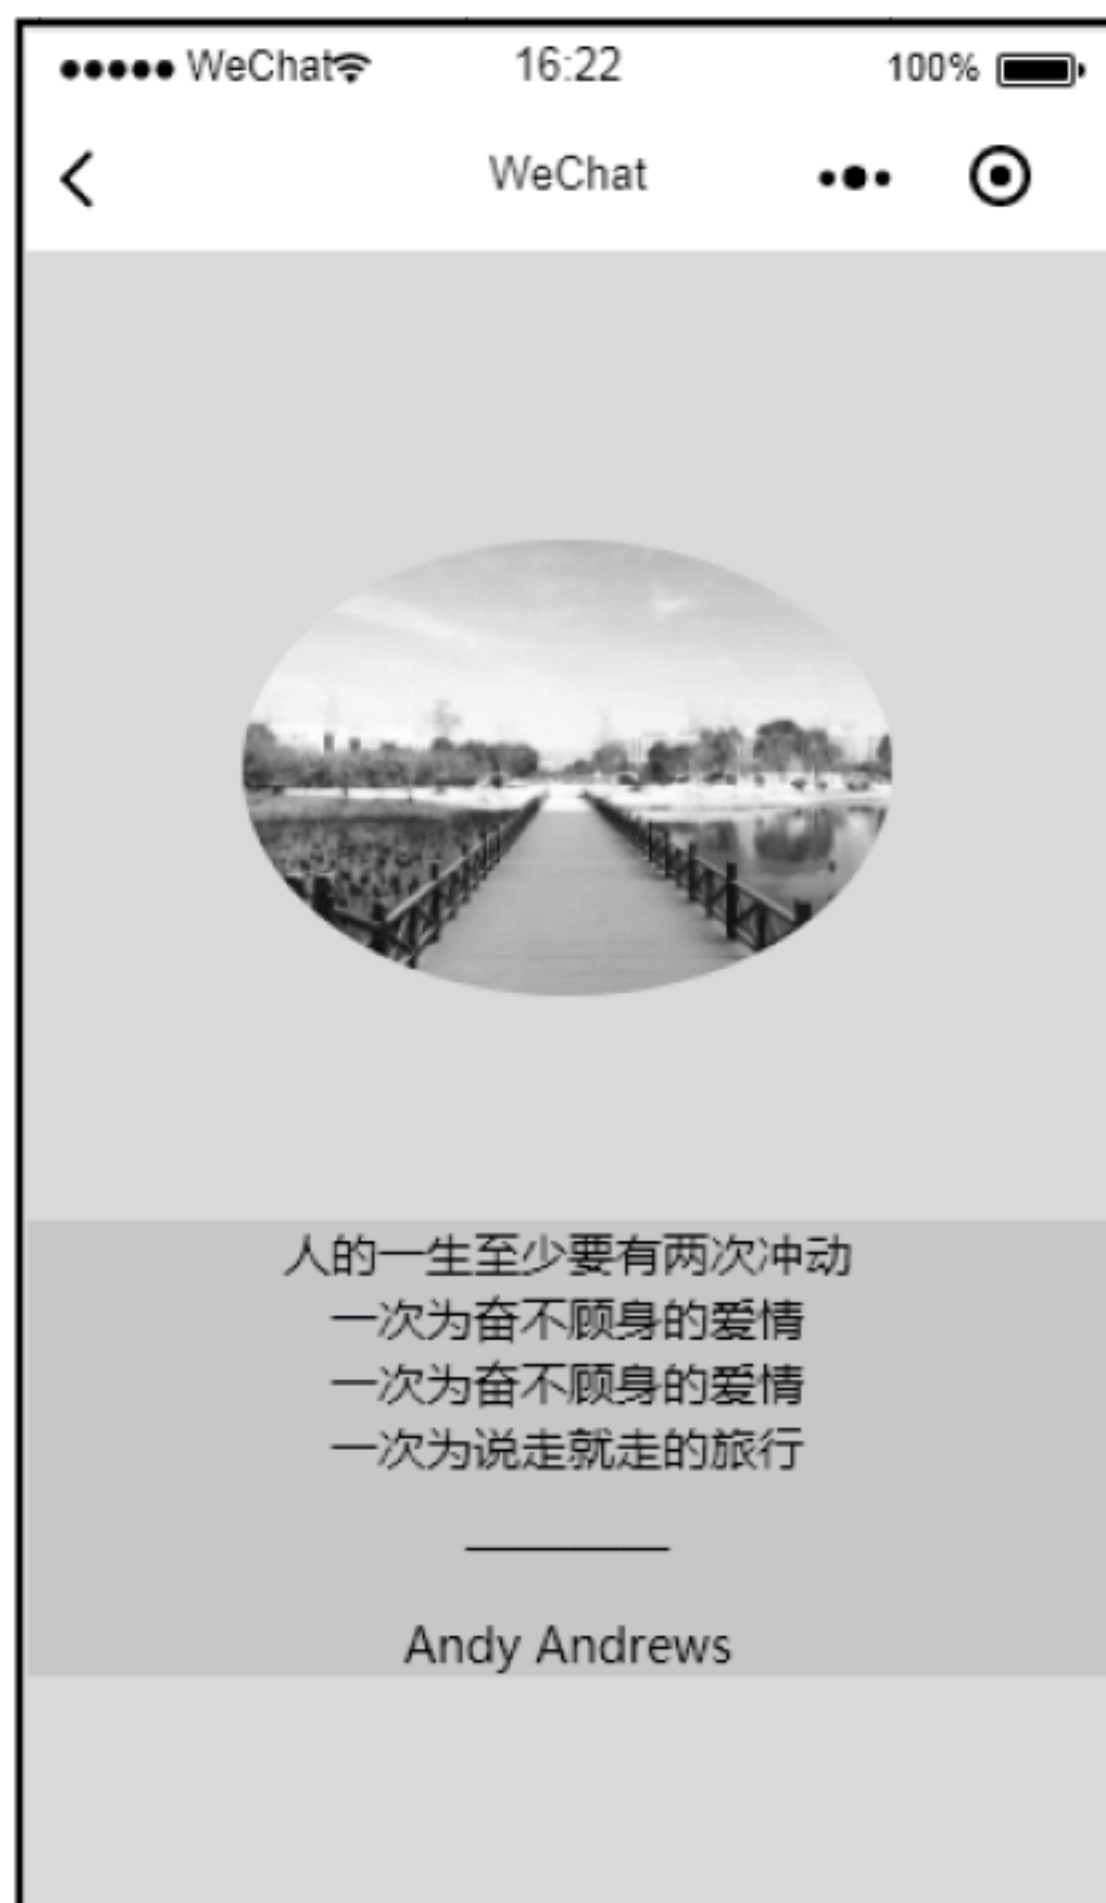 WeChat 16:22 100%
WeChat
人的一生至少要有两次冲动
一次为奋不顾身的爱情
一次为奋不顾身的爱情
一次为说走就走的旅行
Andy Andrews